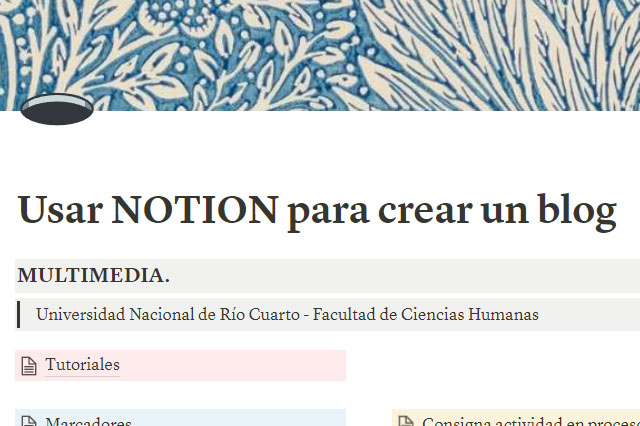 Usar NOTION para crear un blog
MULTIMEDIA.
Universidad Nacional de Río Cuarto - Facultad de Ciencias Humanas
Tutoriales
Marcadores
Consigna actividad en proceso